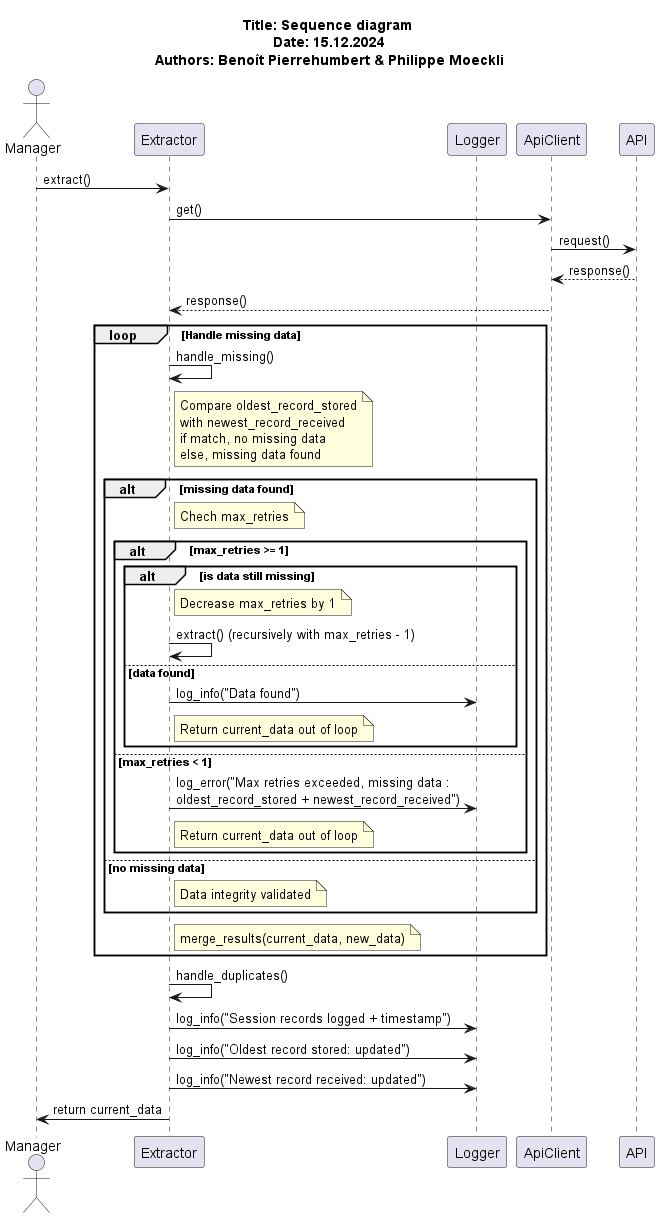 Title: Sequence diagram
Date: 15.12.2024
Authors: Benoît Pierrehumbert & Philippe Moeckli
Manager
Extractor
Logger
ApiClient
API
extract()
get()
request()
response()
response()
loop
[Handle missing data]
handle_missing()
Compare oldest_record_stored
with newest_record_received
if match, no missing data
else, missing data found
alt
[missing data found]
Chech max_retries
alt
[max_retries >= 1]
alt
[is data still missing]
Decrease max_retries by 1
extract() (recursively with max_retries - 1)
[data found]
log_info("Data found")
Return current_data out of loop
[max_retries < 1]
log_error("Max retries exceeded, missing data :
oldest_record_stored + newest_record_received")
Return current_data out of loop
[no missing data]
Data integrity validated
merge_results(current_data, new_data)
handle_duplicates()
log_info("Session records logged + timestamp")
log_info("Oldest record stored: updated")
log_info("Newest record received: updated")
return current_data
Manager
Extractor
Logger
ApiClient
API